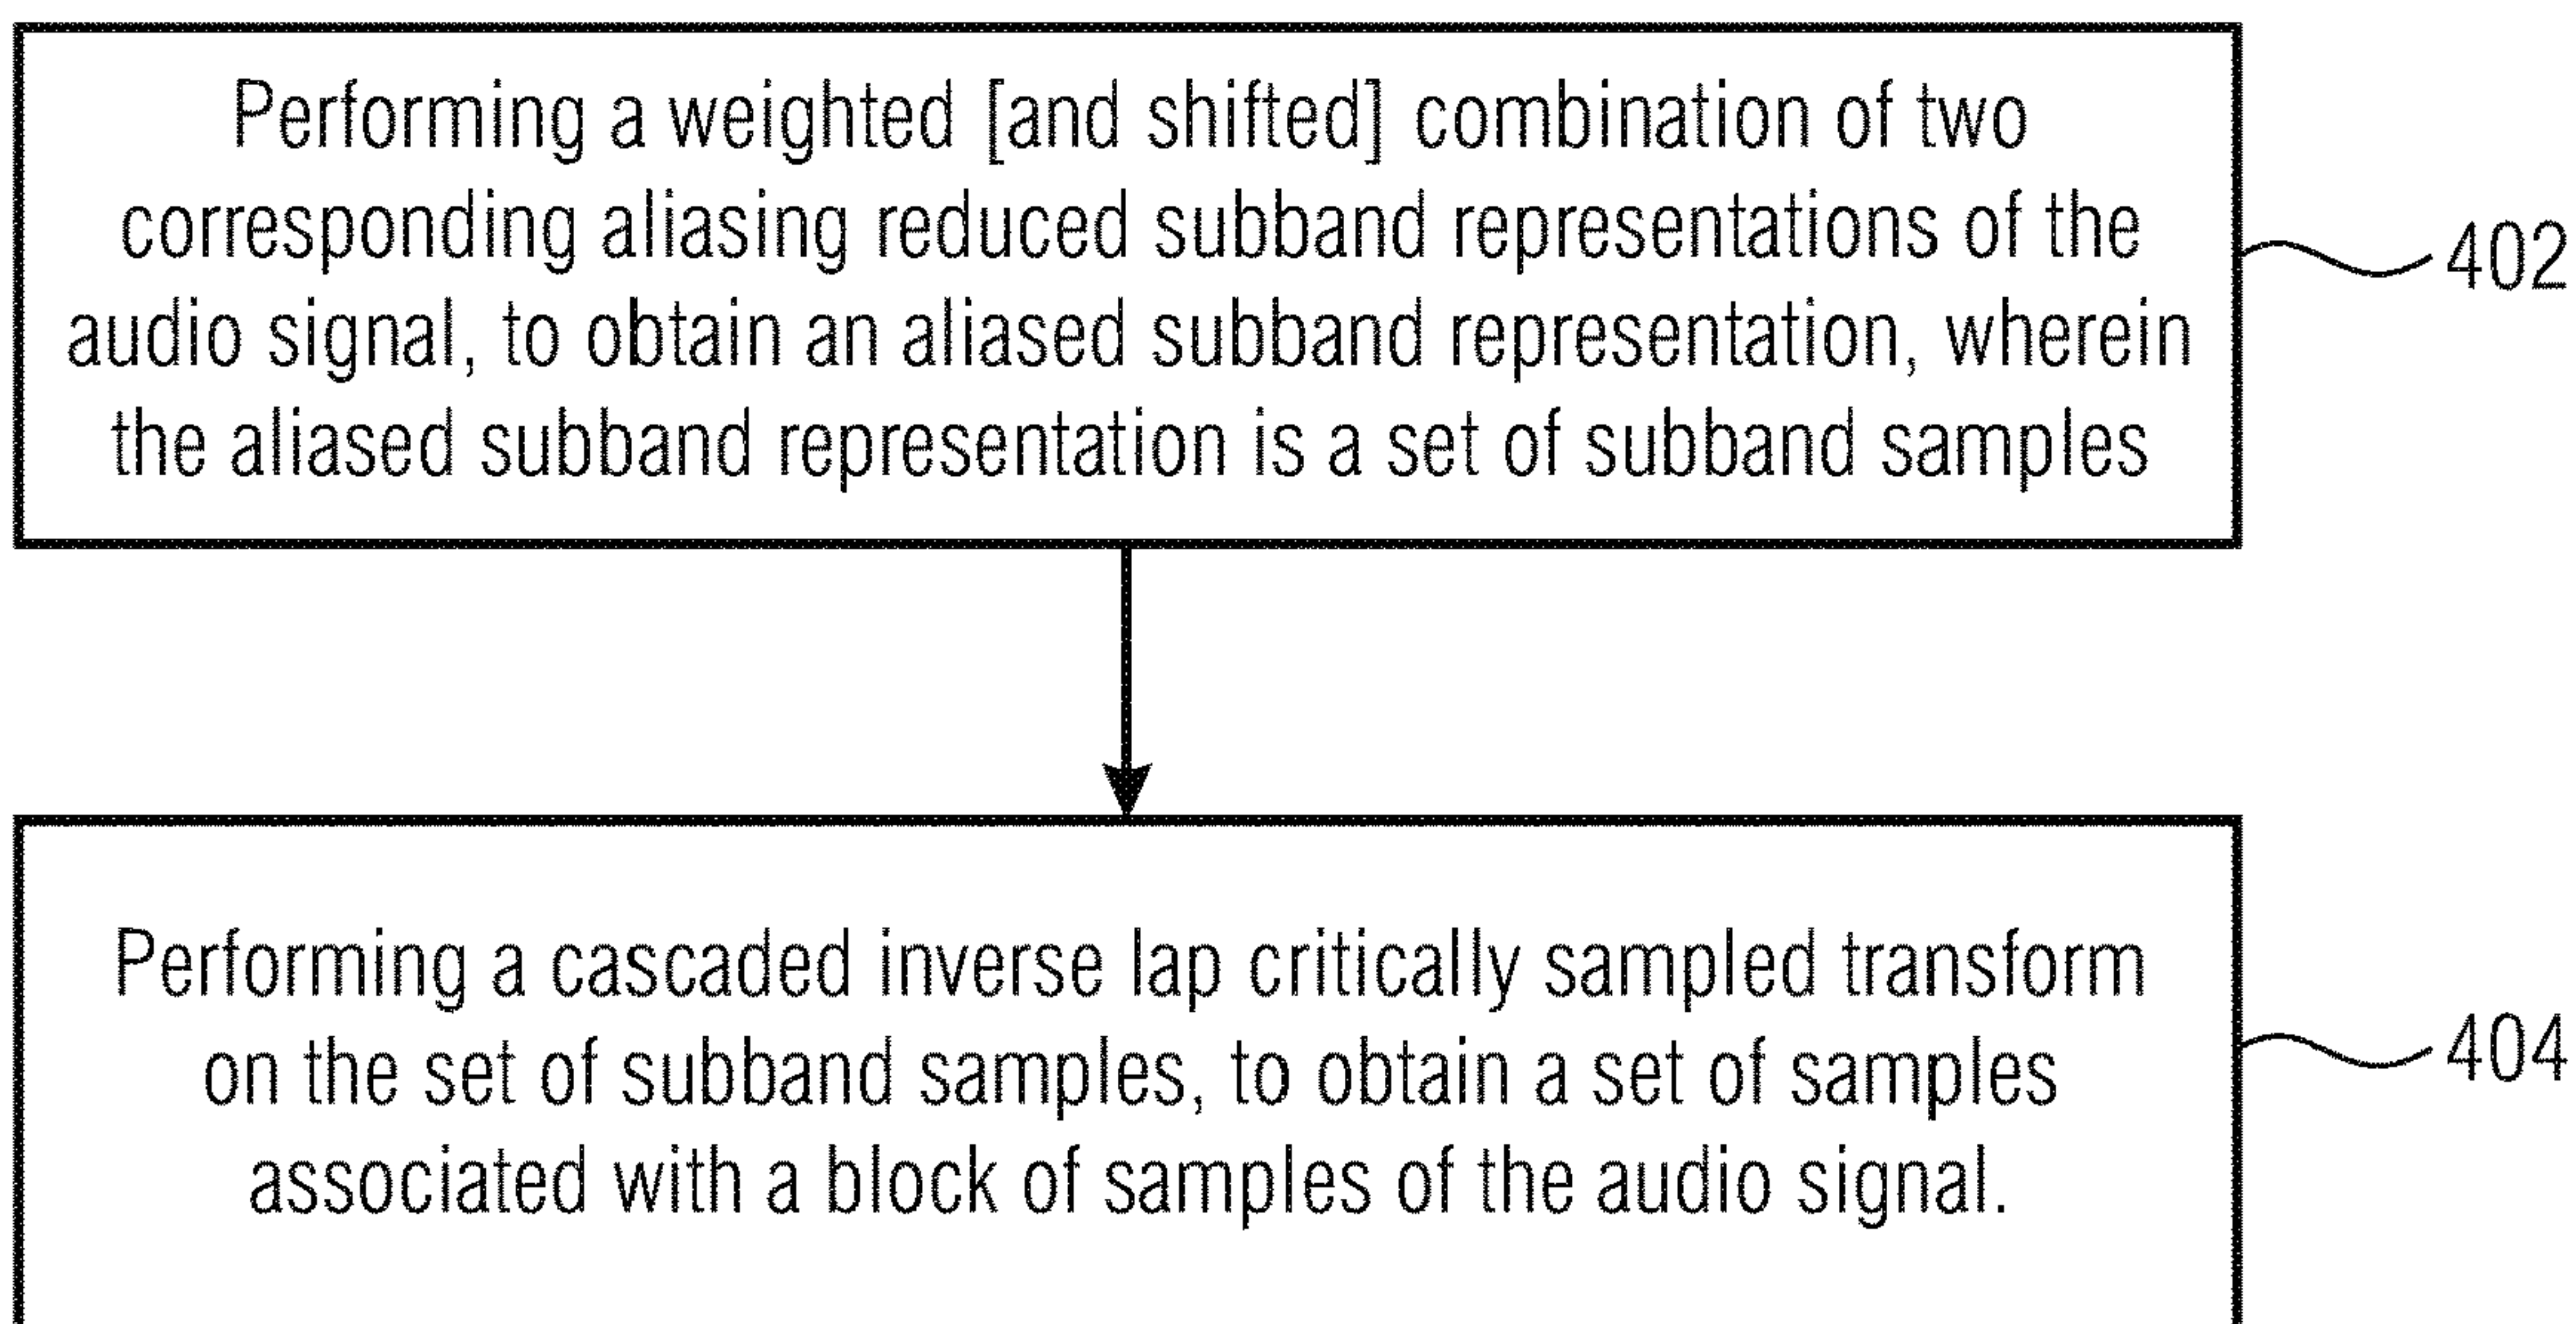 Performing a weighted [and shifted] combination of two
corresponding aliasing reduced subband representations of the
audio signal, to obtain an aliased subband representation, wherein
the aliased subband representation is a set of subband samples
402
Performing a cascaded inverse lap critically sampled transform
on the set of subband samples, to obtain a set of samples
associated with a block of samples of the audio signal.
404